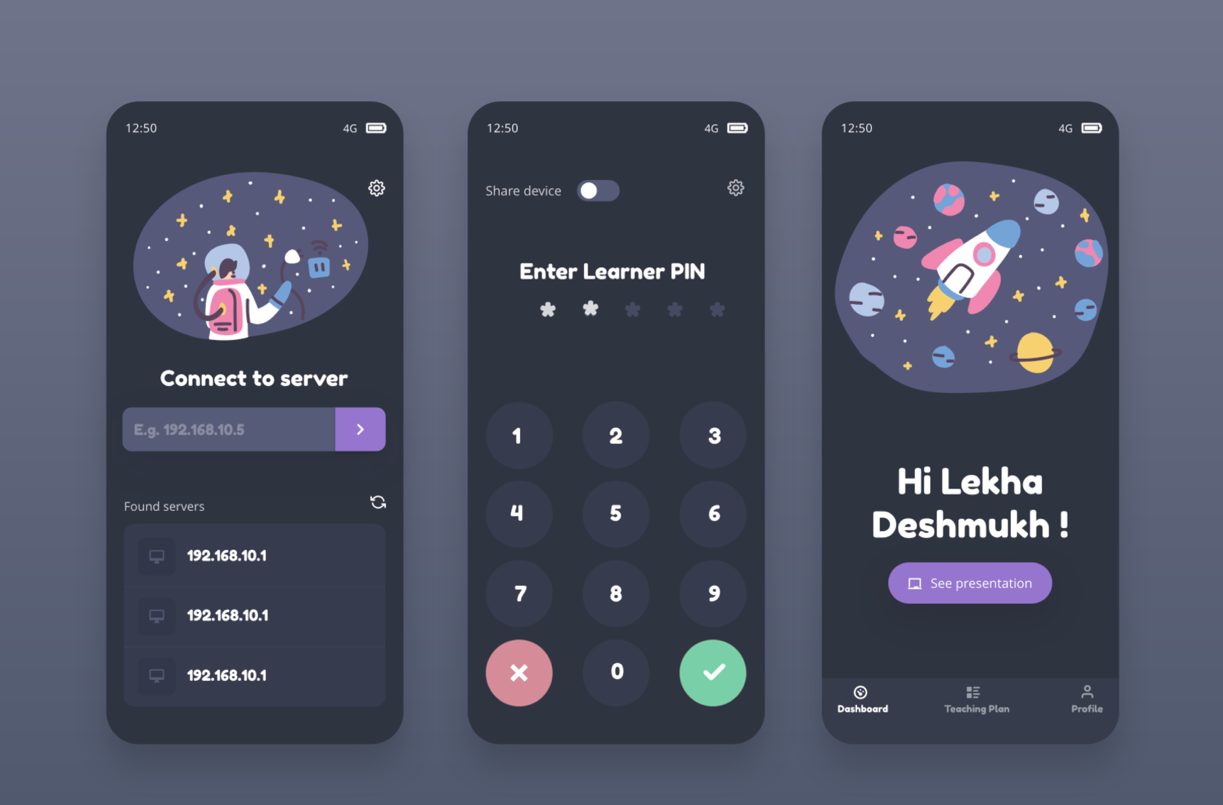 12:50
4G
Connect to server
E.g. 192.168.10.5
Found servers
192.168.10.1
192.168.10.1
192.168.10.1
12:50
4G
Share device
Enter Learner PIN
* *
1 2 3
4 5 6
7 8 9
0
12:50
4G
Hi Lekha
Deshmukh !
See presentation
Dashboard Teaching Plan Profile